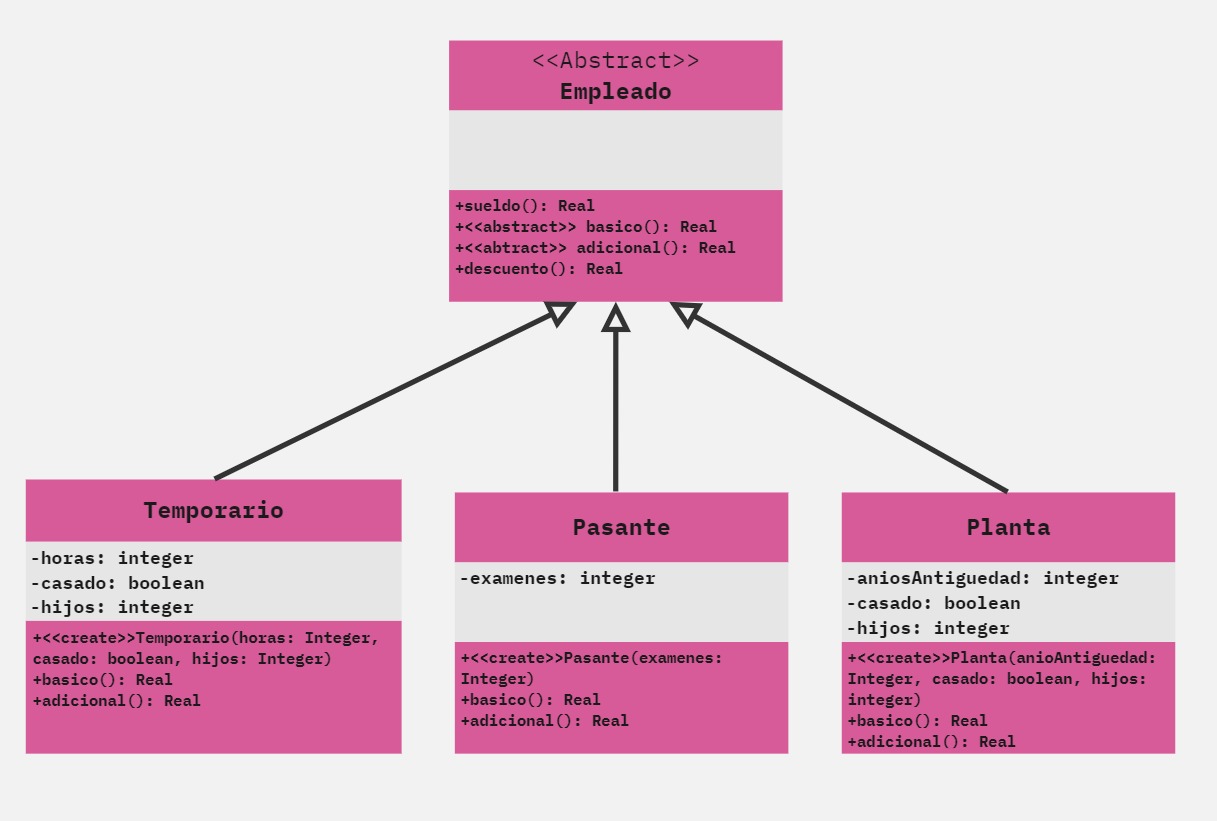 <<Abstract>>
Empleado
+sueldo(): Real
+<<abstract>> basico(): Real
+<<abtract>> adicional(): Real
+descuento(): Real
Temporario
-horas: integer
-casado: boolean
-hijos: integer
+<<create>>Temporario(horas: Integer,
casado: boolean, hijos: Integer)
+basico(): Real
+adicional(): Real
Pasante
-examenes: integer
+<<create>>Pasante(examenes:
Integer)
+basico(): Real
+adicional(): Real
Planta
-aniosAntiguedad: integer
-casado: boolean
-hijos: integer
+<<create>>Planta(anioAntiguedad:
Integer, casado: boolean, hijos:
integer)
+basico(): Real
+adicional(): Real